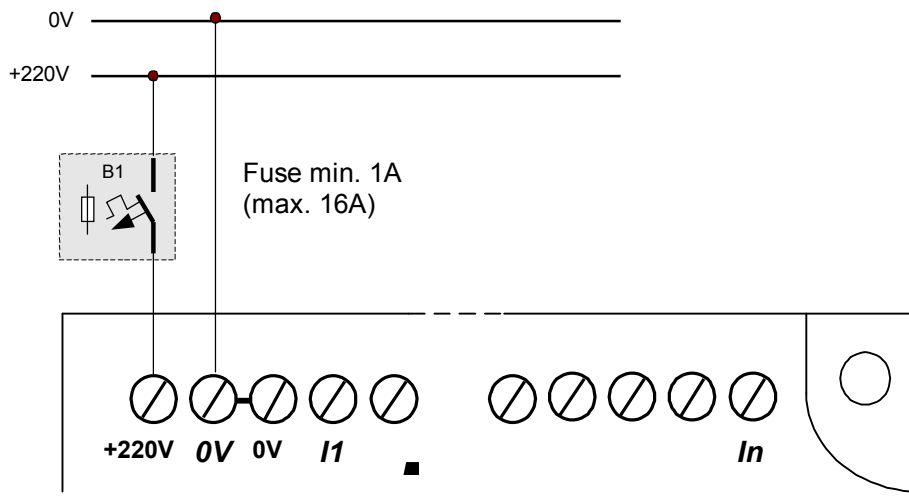 0V
+220V
B1
Fuse min. 1A
(max. 16A)
+220V 0V 0V I1
In